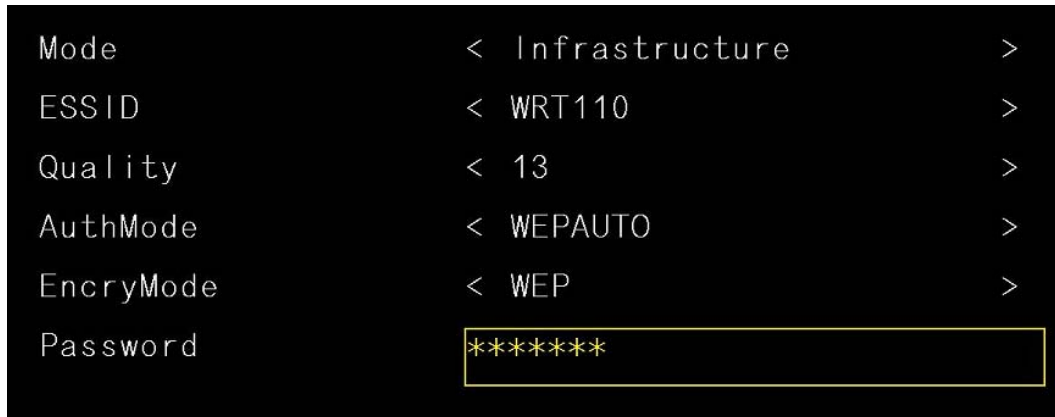 Mode < Infrastructure >
ESSID < WRT110 >
Quality < 13 >
AuthMode < WEPAUTO >
EncryMode < WEP >
Password *******